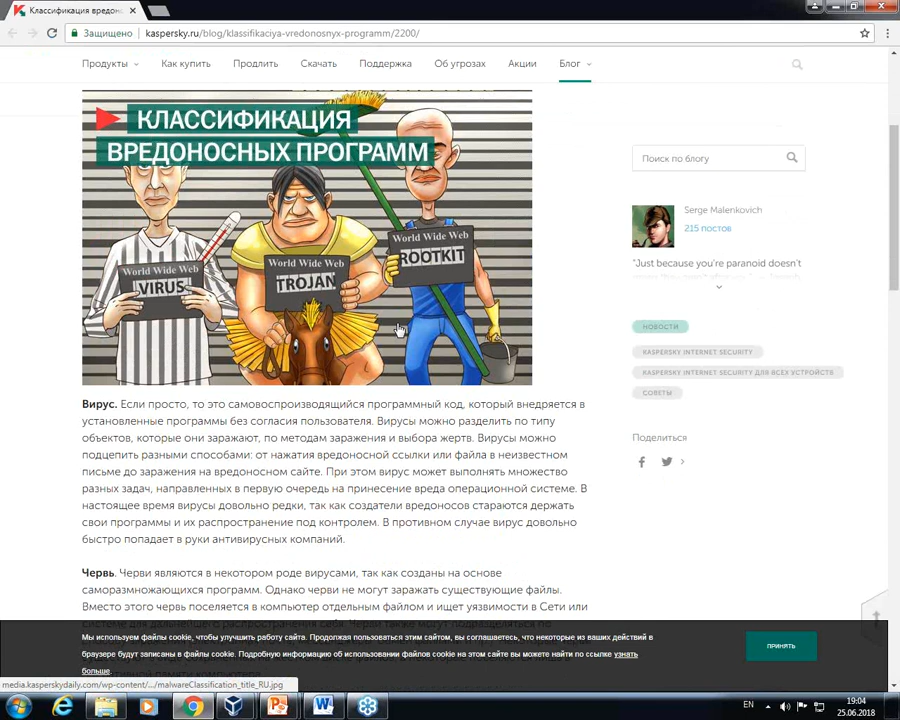 Классификация вредоно
Защищено
kaspersky.ru/blog/klassifikaciya-vredonosnyx-programm/2200/
Продукты Как купить Продлить Скачать Поддержка Об угрозах Акции Блог
КЛАССИФИКАЦИЯ
ВРЕДОНОСНЫХ ПРОГРАММ
World Wide Web
VIRUS
World Wide Web
TROJAN
World Wide Web
ROOTKIT
Поиск по блогу
Serge Malenkovich
215 постов
"Just because you're paranoid doesn't
НОВОСТИ
KASPERSKY INTERNET SECURITY
KASPERSKY INTERNET SECURITY ДЛЯ ВСЕХ УСТРОЙСТВ
СОВЕТЫ
Поделиться
Вирус. Если просто, то это самовоспроизводящийся программный код, который внедряется в
установленные программы без согласия пользователя. Вирусы можно разделить по типу
объектов, которые они заражают, по методам заражения и выбора жертв. Вирусы можно
подцепить разными способами: от нажатия вредоносной ссылки или файла в неизвестном
письме до заражения на вредоносном сайте. При этом вирус может выполнять множество
разных задач, направленных в первую очередь на принесение вреда операционной системе. В
настоящее время вирусы довольно редки, так как создатели вредоносов стараются держать
свои программы и их распространение под контролем. В противном случае вирус довольно
быстро попадает в руки антивирусных компаний.
Червь. Черви являются в некотором роде вирусами, так как созданы на основе
саморазмножающихся программ. Однако черви не могут заражать существующие файлы.
Вместо этого червь поселяется в компьютер отдельным файлом и ищет уязвимости в Сети или
Мы используем файлы cookie, чтобы улучшить работу сайта. Продолжая пользоваться этим сайтом, вы соглашаетесь, что некоторые из ваших действий в
браузере будут записаны в файлы cookie. Подробную информацию об использовании файлов cookie на этом сайте вы можете найти по ссылке узнать
больше.
ПРИНЯТЬ
media.kasperskydaily.com/wp-content/.../malwareClassification_title_RU.jpg
EN
19:04
25.06.2018